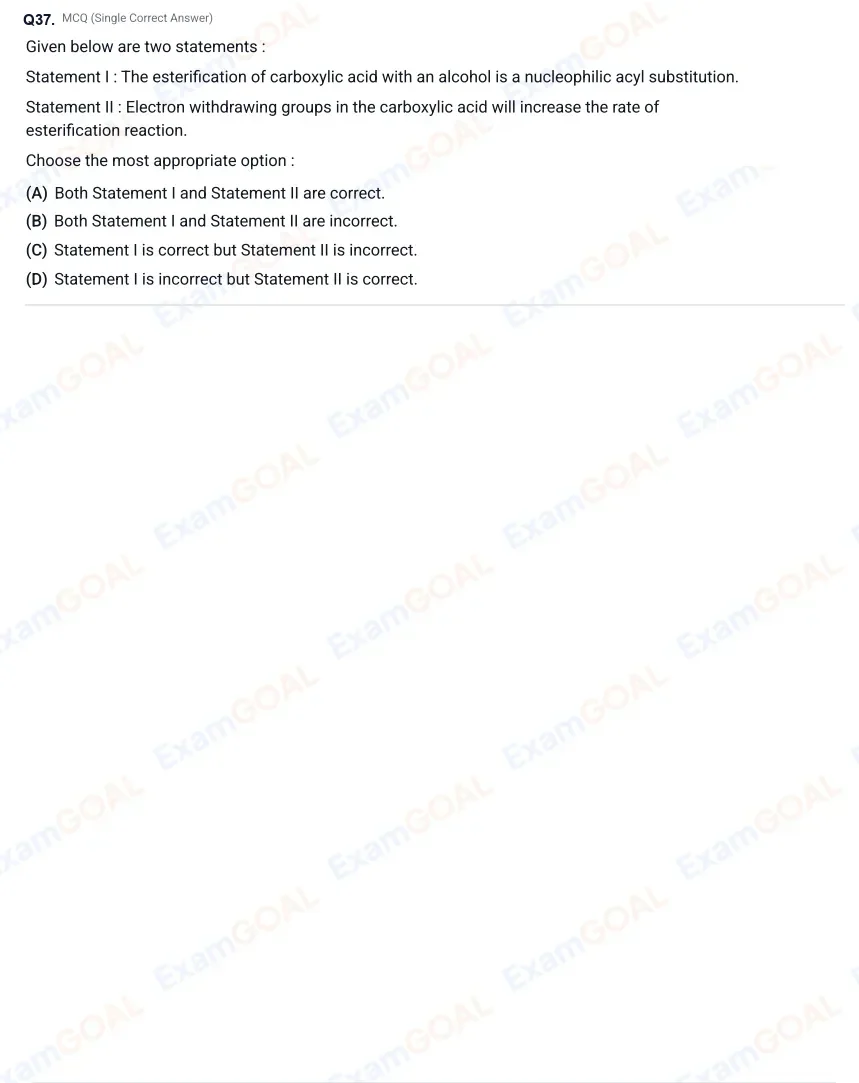 Q37. MCQ (Single Correct Answer)
Given below are two statements :
Statement I : The esterification of carboxylic acid with an alcohol is a nucleophilic acyl substitution.
Statement II : Electron withdrawing groups in the carboxylic acid will increase the rate of
esterification reaction.
Choose the most appropriate option :
(A) Both Statement I and Statement II are correct.
(B) Both Statement I and Statement II are incorrect.
(C) Statement I is correct but Statement II is incorrect.
(D) Statement I is incorrect but Statement II is correct.
ExamGOAL